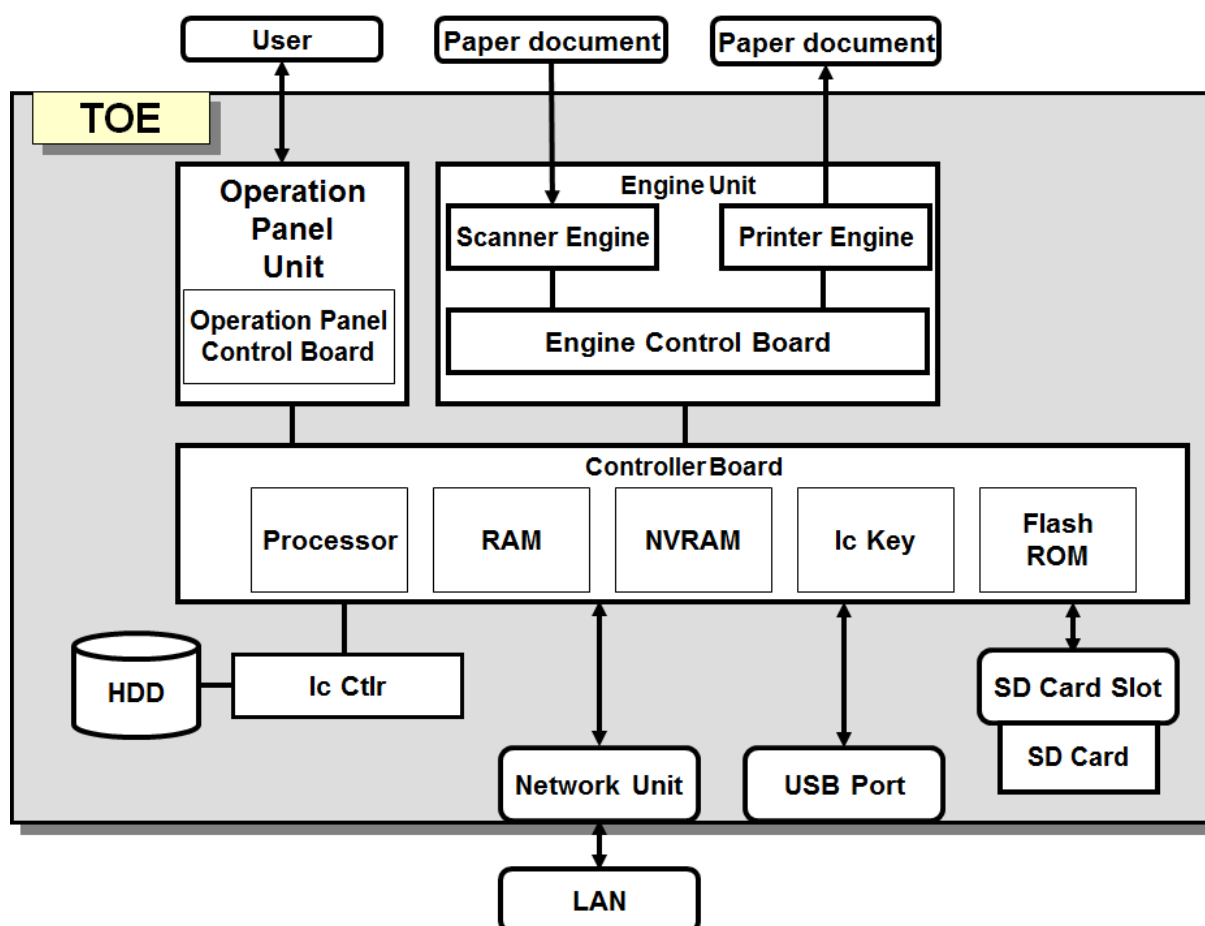 User
Paper document
Paper document
TOE
Operation
Panel
Unit
Operation Panel
Control Board
Engine Unit
Scanner Engine
Printer Engine
Engine Control Board
Controller Board
Processor
RAM
NVRAM
Ic Key
Flash
ROM
HDD
Ic Ctlr
SD Card Slot
SD Card
Network Unit
USB Port
LAN